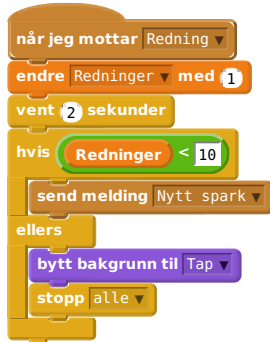 når jeg mottar Redning
endre Redninger med 1
vent 2 sekunder
hvis Redninger < 10
send melding Nytt spark
ellers
bytt bakgrunn til Tap
stopp alle